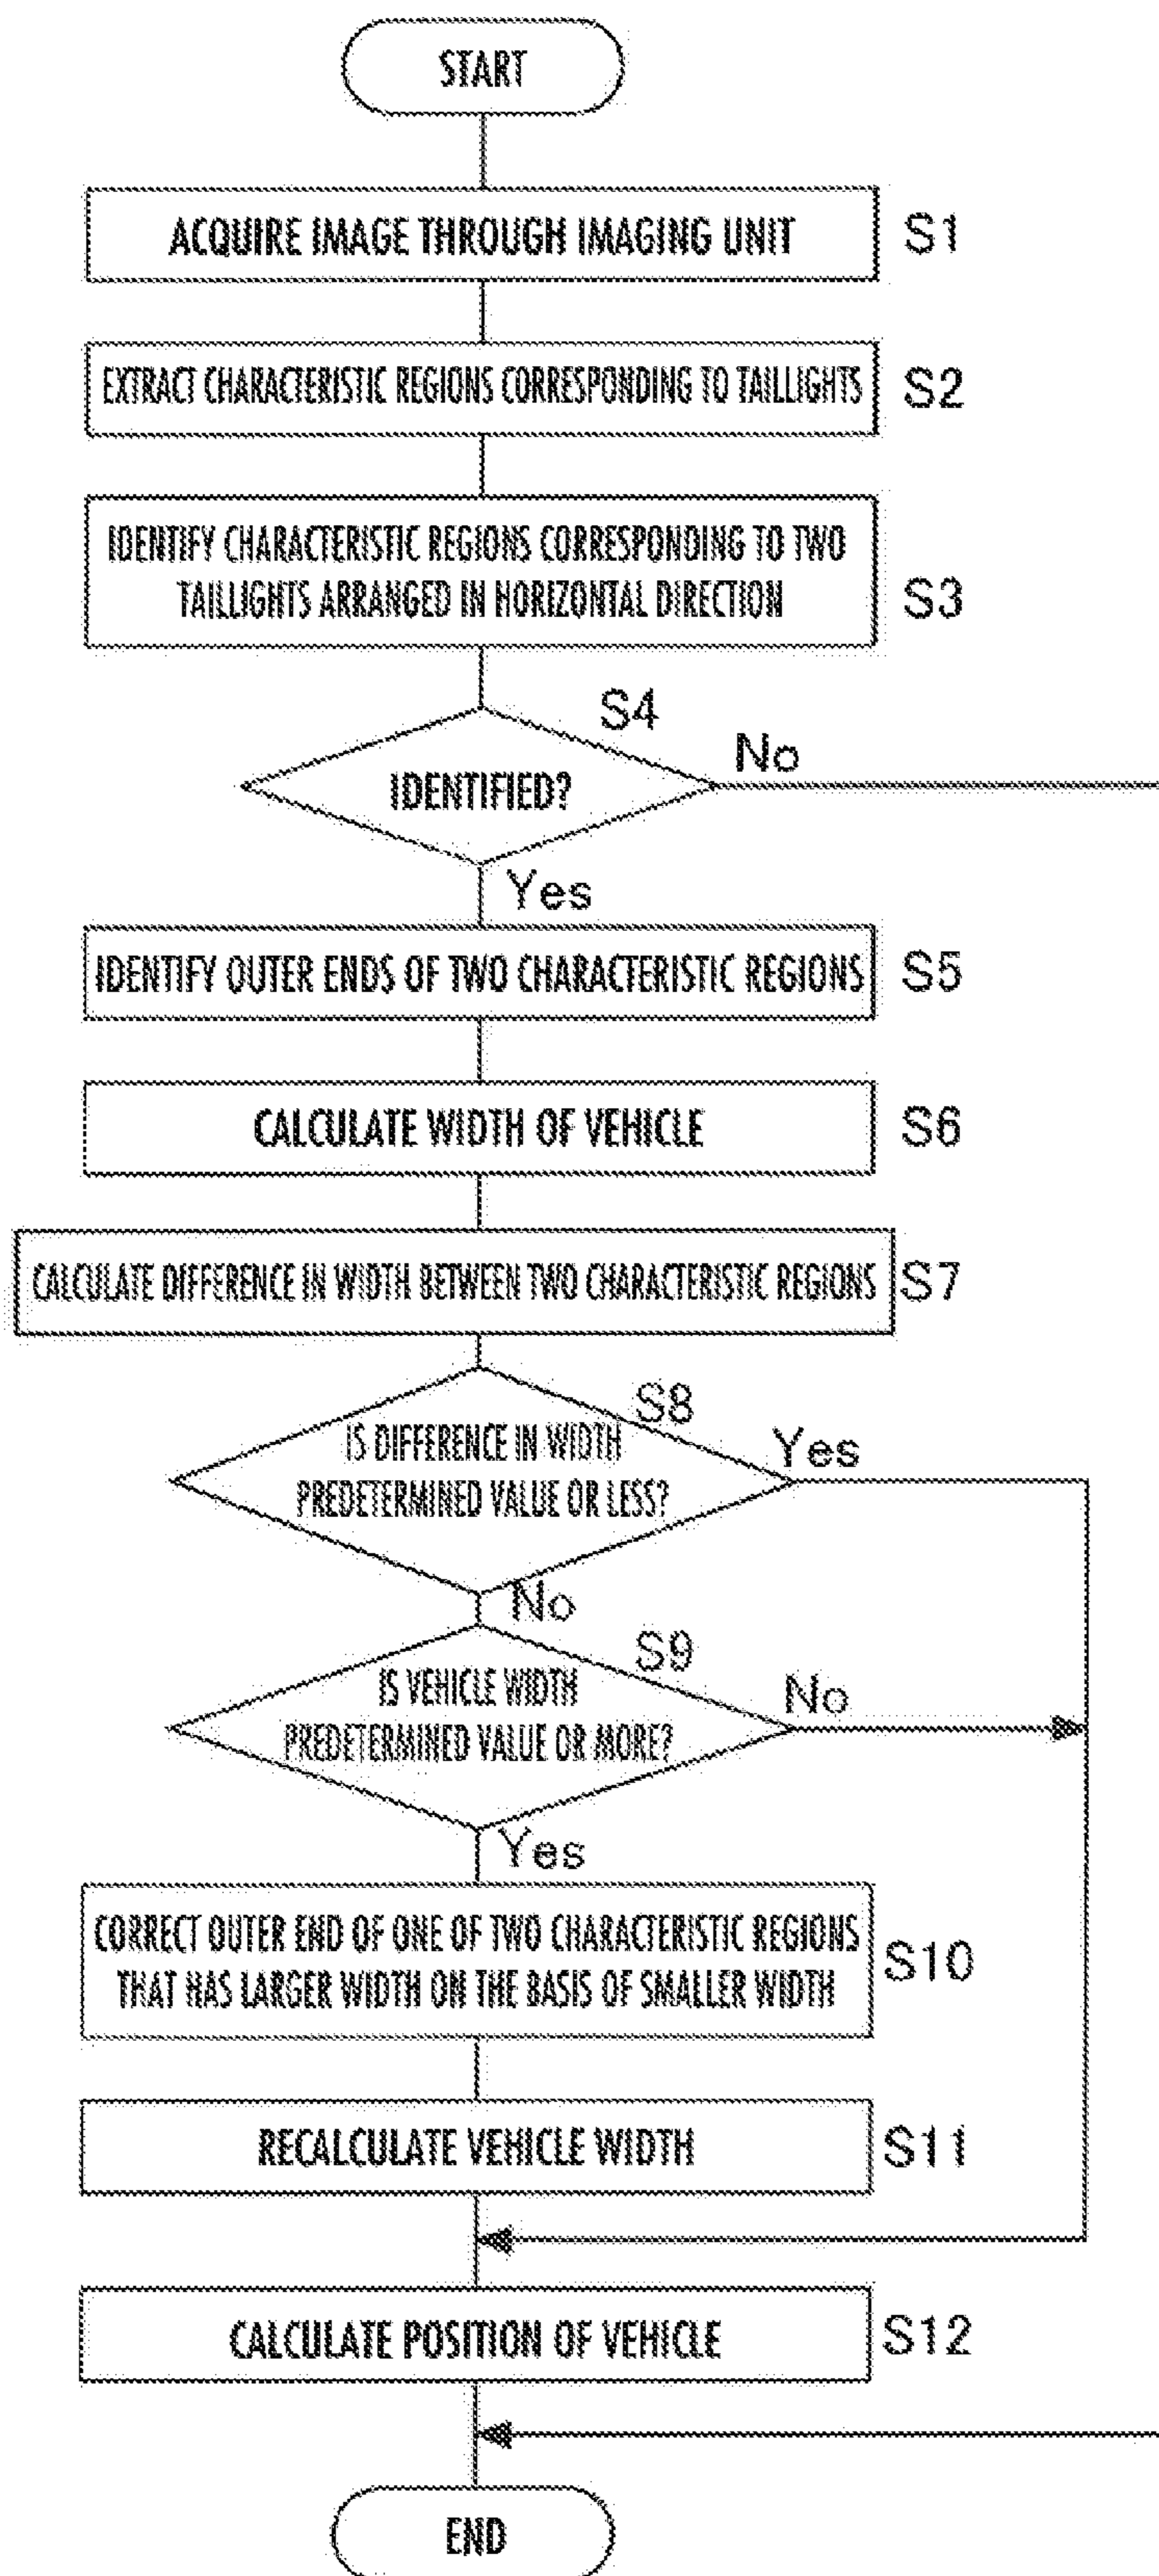 START
ACQUIRE IMAGE THROUGH IMAGING UNIT
S1
EXTRACT CHARACTERISTIC REGIONS CORRESPONDING TO TAILLIGHTS
S2
IDENTIFY CHARACTERISTIC REGIONS CORRESPONDING TO TWO
TAILLIGHTS ARRANGED IN HORIZONTAL DIRECTION
S3
S4
No
IDENTIFIED?
Yes
IDENTIFY OUTER ENDS OF TWO CHARACTERISTIC REGIONS
S5
CALCULATE WIDTH OF VEHICLE
S6
CALCULATE DIFFERENCE IN WIDTH BETWEEN TWO CHARACTERISTIC REGIONS
S7
S8
IS DIFFERENCE IN WIDTH
PREDETERMINED VALUE OR LESS?
Yes
No
S9
IS VEHICLE WIDTH
PREDETERMINED VALUE OR MORE?
No
Yes
CORRECT OUTER END OF ONE OF TWO CHARACTERISTIC REGIONS
THAT HAS LARGER WIDTH ON THE BASIS OF SMALLER WIDTH
S10
RECALCULATE VEHICLE WIDTH
S11
CALCULATE POSITION OF VEHICLE
S12
END